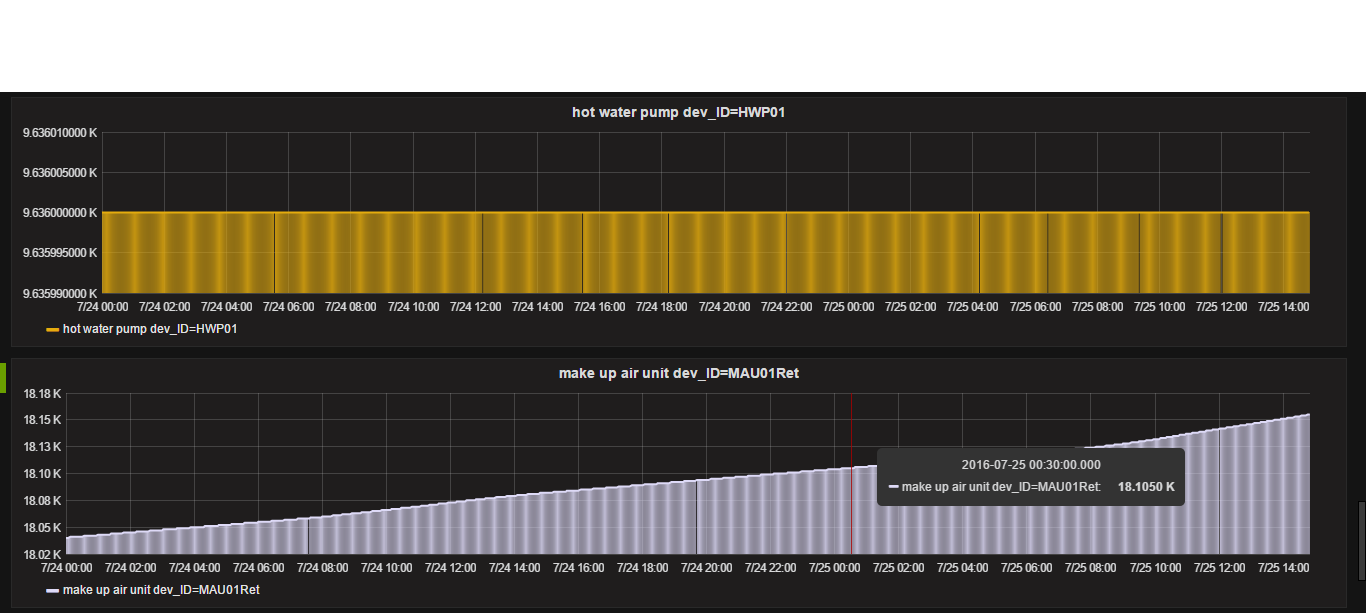 hot water pump dev_ID=HWP01
9.636010000 K
9.636005000 K
9.636000000 K
9.635995000 K
9.635990000 K
7/24 00:00 7/24 02:00 7/24 04:00 7/24 06:00 7/24 08:00 7/24 10:00 7/24 12:00 7/24 14:00 7/24 16:00 7/24 18:00 7/24 20:00 7/24 22:00 7/25 00:00 7/25 02:00 7/25 04:00 7/25 06:00 7/25 08:00 7/25 10:00 7/25 12:00 7/25 14:00
hot water pump dev_ID=HWP01
make up air unit dev_ID=MAU01Ret
18.18 K
18.15 K
18.13 K
18.10 K
18.08 K
18.05 K
18.02 K
2016-07-25 00:30:00.000
make up air unit dev_ID=MAU01Ret: 18.1050 K
7/24 00:00 7/24 02:00 7/24 04:00 7/24 06:00 7/24 08:00 7/24 10:00 7/24 12:00 7/24 14:00 7/24 16:00 7/24 18:00 7/24 20:00 7/24 22:00 7/25 00:00 7/25 02:00 7/25 04:00 7/25 06:00 7/25 08:00 7/25 10:00 7/25 12:00 7/25 14:00
make up air unit dev_ID=MAU01Ret